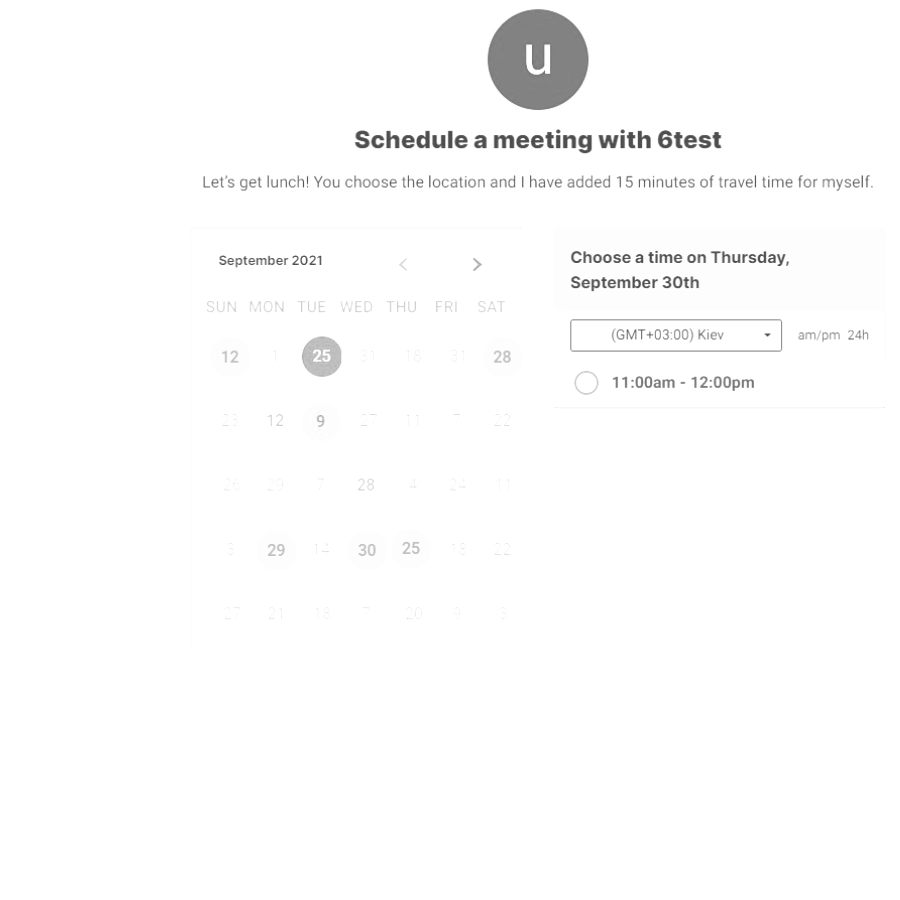 u
Schedule a meeting with 6test
Let's get lunch! You choose the location and I have added 15 minutes of travel time for myself.
September 2021
SUN MON TUE WED THU FRI SAT
12 1 25 31 18 31 28
23 12 9 27 11 7 22
26 29 7 28 4 24 11
3 29 14 30 25 13 22
27 21 13 7 20 9 3
Choose a time on Thursday,
September 30th
(GMT+03:00) Kiev am/pm 24h
11:00am - 12:00pm